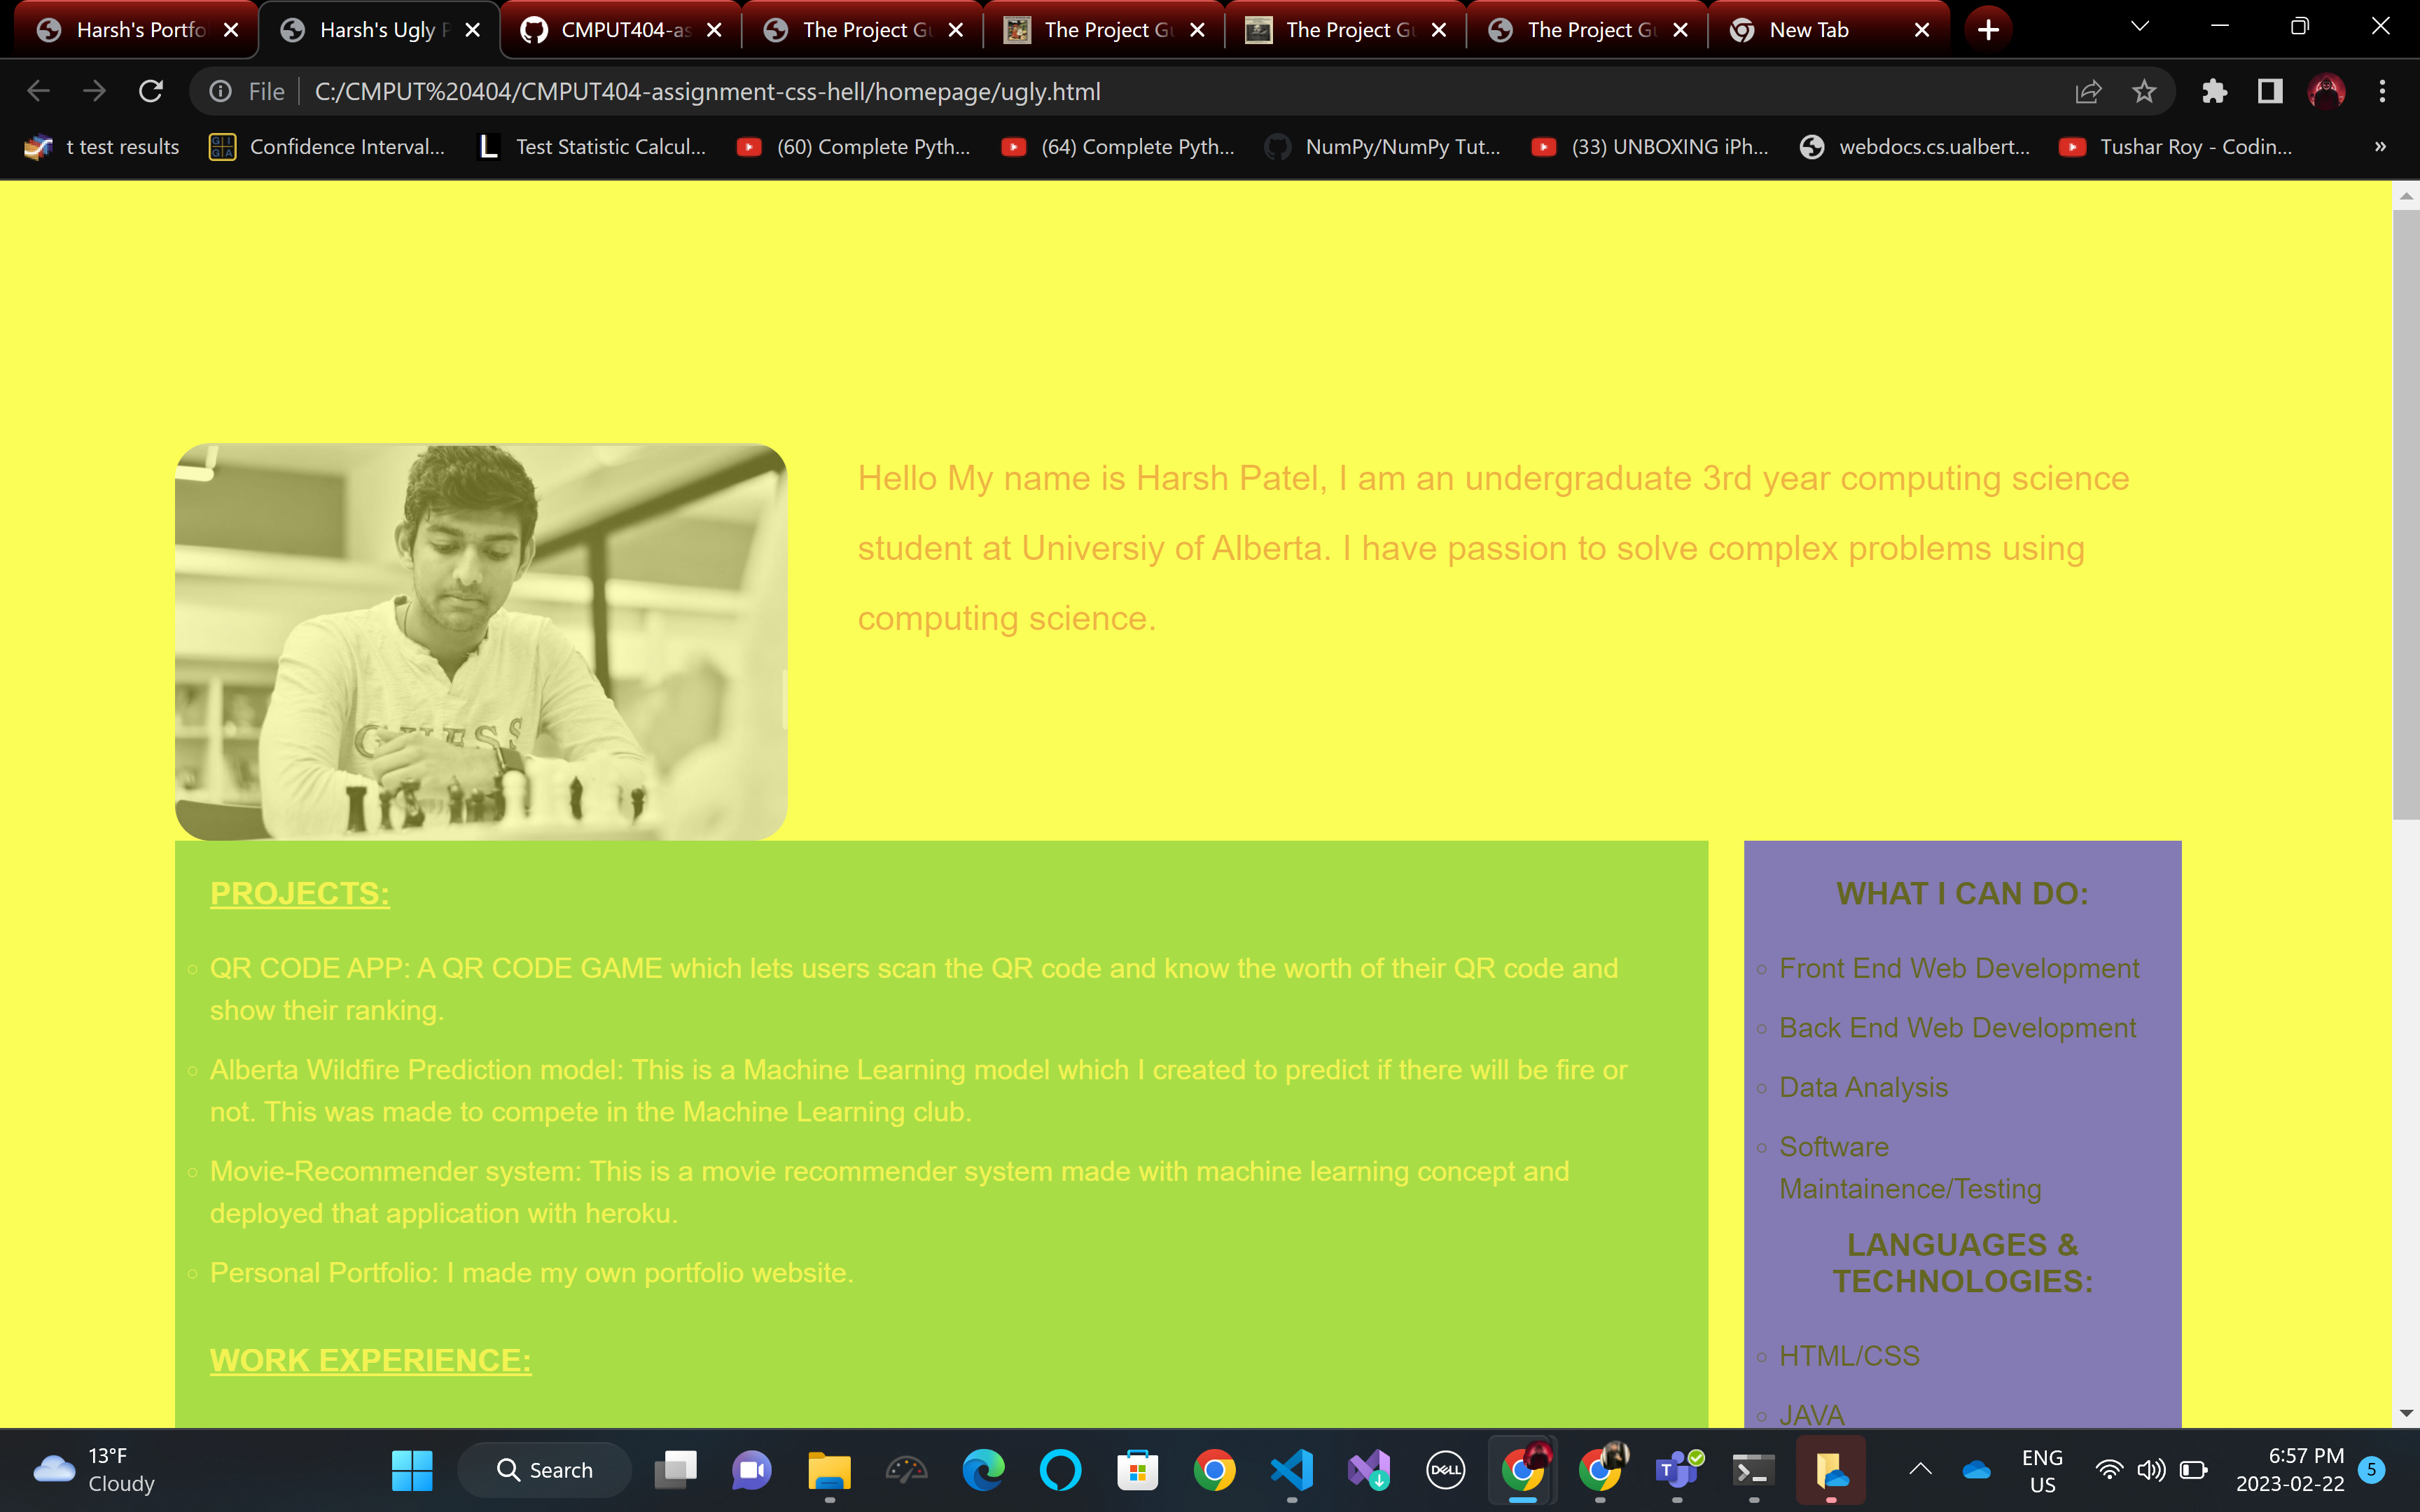 Harsh's Portfo
Harsh's Ugly P
CMPUT404-as
The Project Gu
The Project Gu
The Project Gu
The Project Gu
New Tab
File
C:/CMPUT%20404/CMPUT404-assignment-css-hell/homepage/ugly.html
t test results
Confidence Interval...
L Test Statistic Calcul...
(60) Complete Pyth...
(64) Complete Pyth...
NumPy/NumPy Tut...
(33) UNBOXING iPh...
webdocs.cs.ualbert...
Tushar Roy - Codin...
»
Hello My name is Harsh Patel, I am an undergraduate 3rd year computing science
student at Universiy of Alberta. I have passion to solve complex problems using
computing science.
GUESS
PROJECTS:
QR CODE APP: A QR CODE GAME which lets users scan the QR code and know the worth of their QR code and
show their ranking.
Alberta Wildfire Prediction model: This is a Machine Learning model which I created to predict if there will be fire or
not. This was made to compete in the Machine Learning club.
Movie-Recommender system: This is a movie recommender system made with machine learning concept and
deployed that application with heroku.
Personal Portfolio: I made my own portfolio website.
WORK EXPERIENCE:
WHAT I CAN DO:
Front End Web Development
Back End Web Development
Data Analysis
Software
Maintainence/Testing
LANGUAGES &
TECHNOLOGIES:
HTML/CSS
JAVA
13°F
Cloudy
Search
DELL
ENG
US
6:57 PM
2023-02-22
5